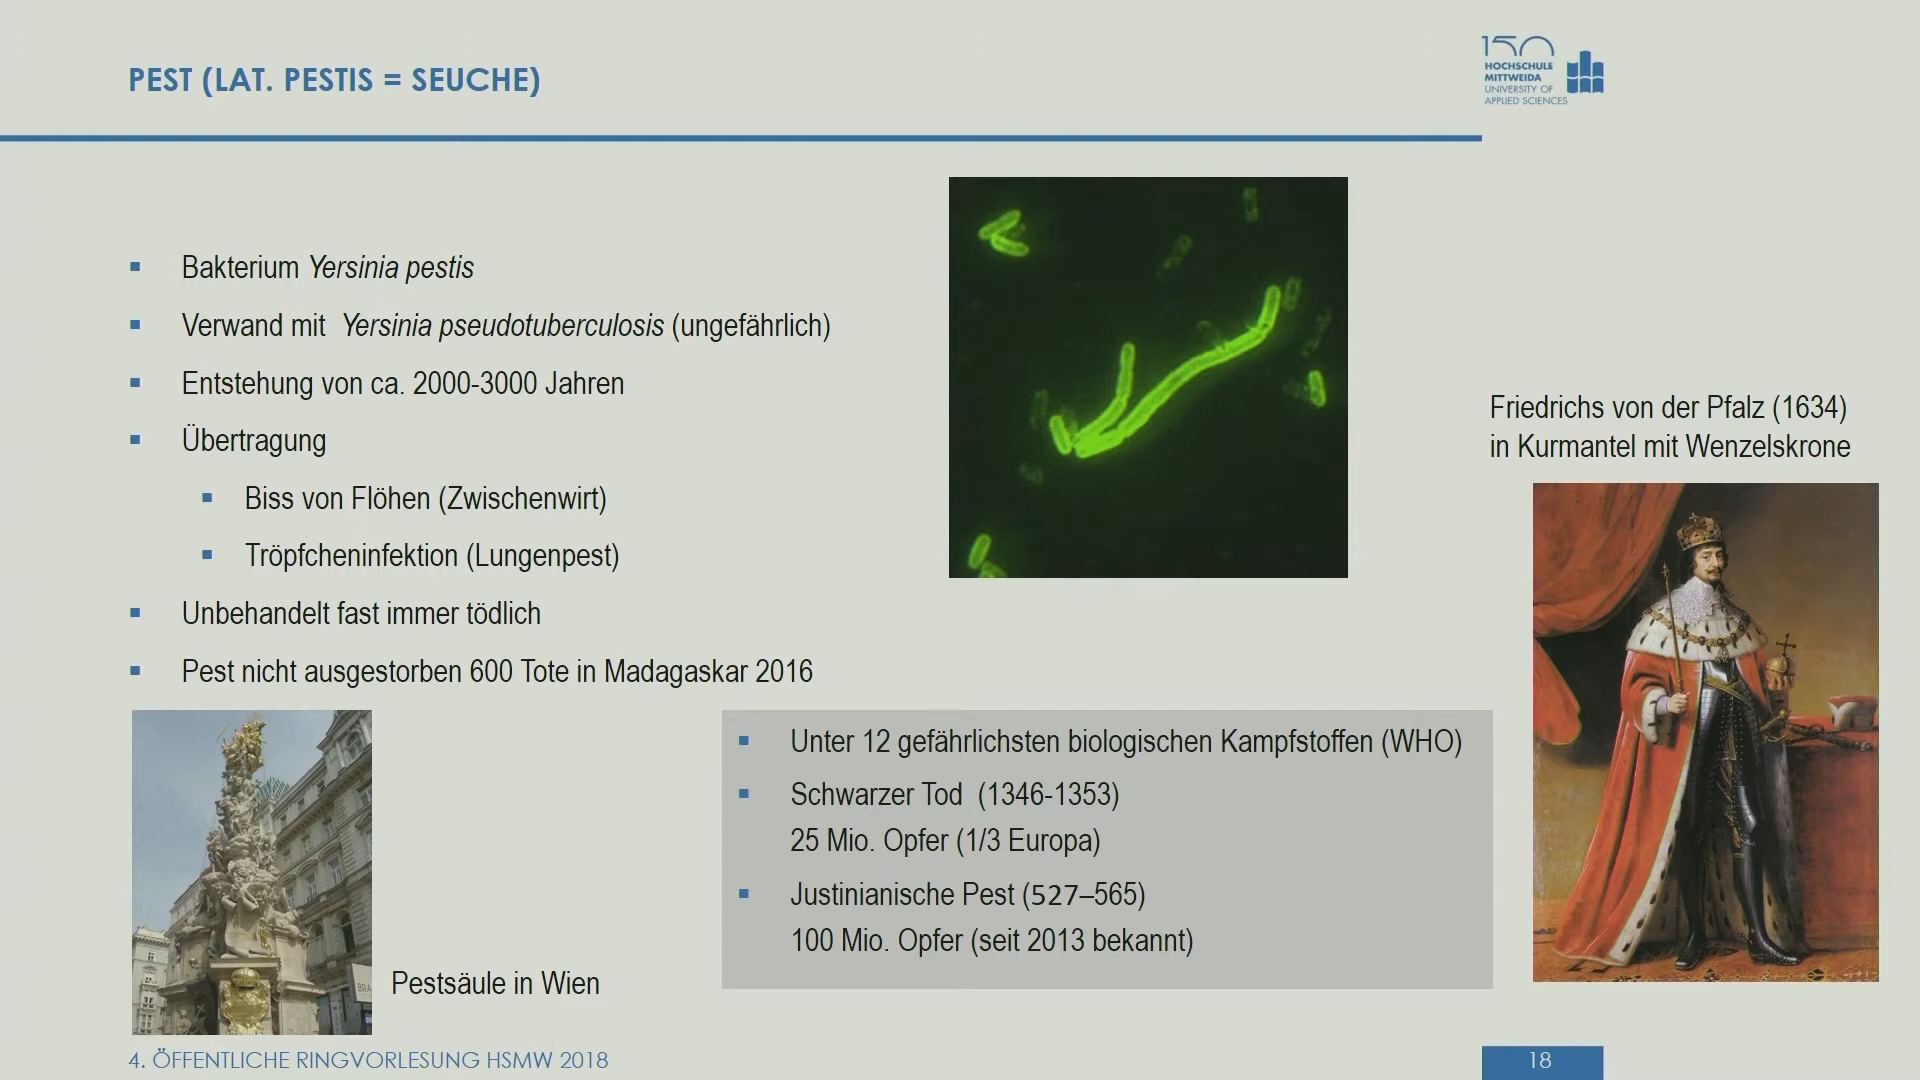 PEST (LAT. PESTIS = SEUCHE)
150
HOCHSCHULE
MITTWEIDA
UNIVERSITY OF
APPLIED SCIENCES
Bakterium Yersinia pestis
Verwand mit Yersinia pseudotuberculosis (ungefährlich)
Entstehung von ca. 2000-3000 Jahren
Übertragung
Biss von Flöhen (Zwischenwirt)
Tröpfcheninfektion (Lungenpest)
Unbehandelt fast immer tödlich
Pest nicht ausgestorben 600 Tote in Madagaskar 2016
Friedrichs von der Pfalz (1634)
in Kurmantel mit Wenzelskrone
Unter 12 gefährlichsten biologischen Kampfstoffen (WHO)
Schwarzer Tod (1346-1353)
25 Mio. Opfer (1/3 Europa)
Justinianische Pest (527–565)
100 Mio. Opfer (seit 2013 bekannt)
BRA
Pestsäule in Wien
4. ÖFFENTLICHE RINGVORLESUNG HSMW 2018
18